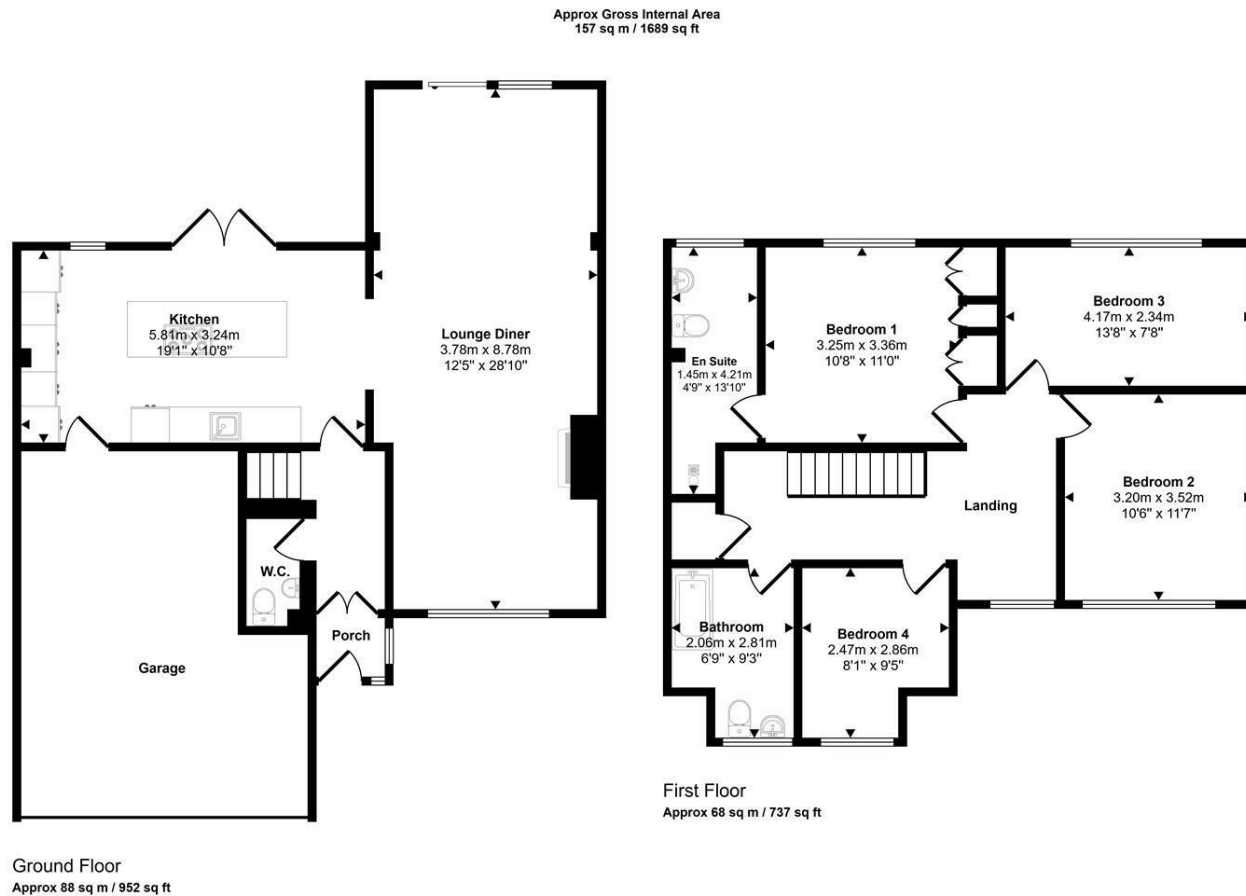 Approx Gross Internal Area
157 sq m / 1689 sq ft
Kitchen
5.81m x 3.24m
19'1" x 10'8"
Lounge Diner
3.78m x 8.78m
12'5" x 28'10"
W.C.
Porch
Garage
Ground Floor
Approx 88 sq m / 952 sq ft
En Suite
1.45m x 4.21m
4'9" x 13'10"
Bedroom 1
3.25m x 3.36m
10'8" x 11'0"
Bedroom 3
4.17m x 2.34m
13'8" x 7'8"
Bedroom 2
3.20m x 3.52m
10'6" x 11'7"
Landing
Bathroom
2.06m x 2.81m
6'9" x 9'3"
Bedroom 4
2.47m x 2.86m
8'1" x 9'5"
First Floor
Approx 68 sq m / 737 sq ft